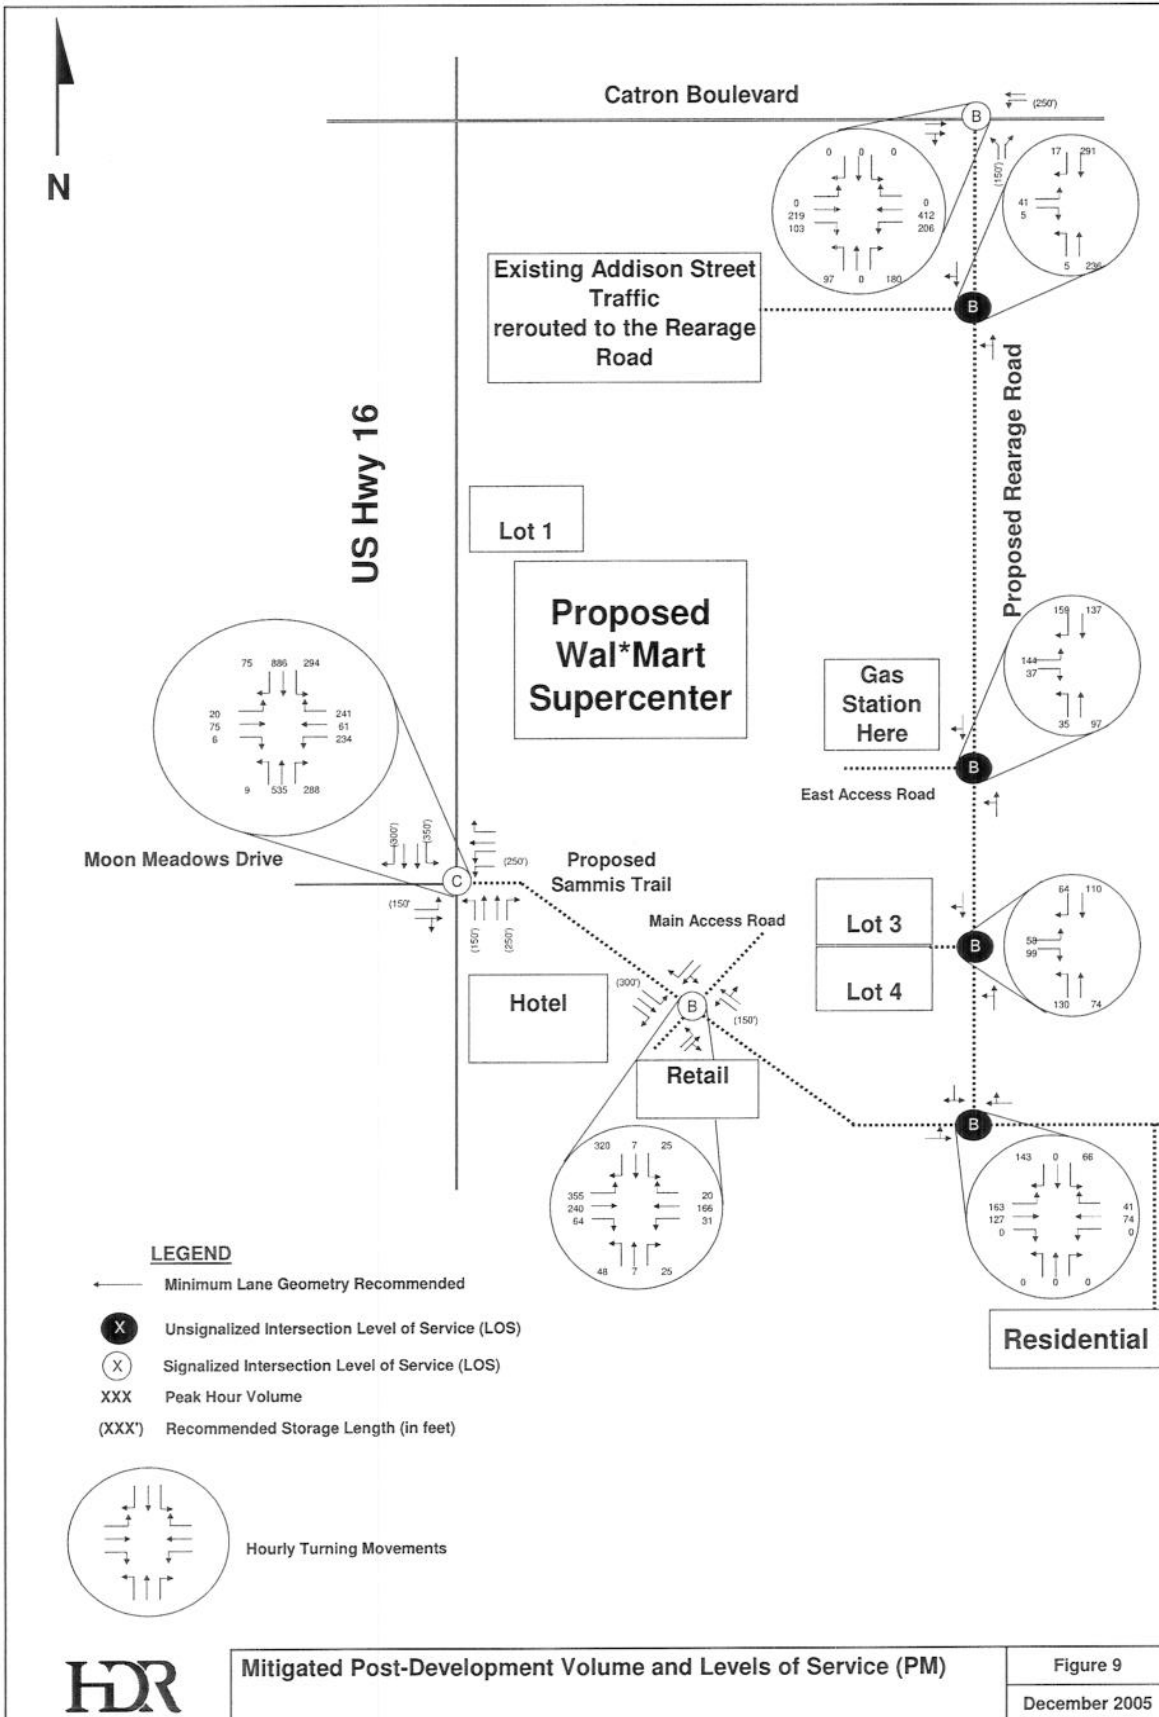 N
Catron Boulevard
B
(250')
(150')
0 0 0
0
219
103
0
412
206
97 0 180
17 291
41
5
5 236
Existing Addison Street
Traffic
rerouted to the Rearage
Road
B
Proposed Rearage Road
US Hwy 16
Lot 1
Proposed
Wal*Mart
Supercenter
Gas
Station
Here
159 137
144
37
35 97
B
East Access Road
75 886 294
20
75
6
241
61
234
9 535 288
Moon Meadows Drive
(300')
(350')
(250')
C
(150'
(150')
(250')
Proposed
Sammis Trail
Main Access Road
Lot 3
Lot 4
B
64 110
58
99
130 74
Hotel
(300')
B
(150')
Retail
320 7 25
355
240
64
20
166
31
48 7 25
B
143 0 66
163
127
0
41
74
0
0 0 0
Residential
LEGEND
Minimum Lane Geometry Recommended
X Unsignalized Intersection Level of Service (LOS)
X Signalized Intersection Level of Service (LOS)
XXX Peak Hour Volume
(XXX') Recommended Storage Length (in feet)
Hourly Turning Movements
HDR
Mitigated Post-Development Volume and Levels of Service (PM)
Figure 9
December 2005